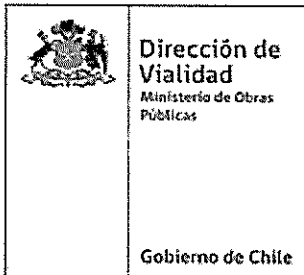 Dirección de
Vialidad
Ministerio de Obras
Públicas
Gobierno de Chile